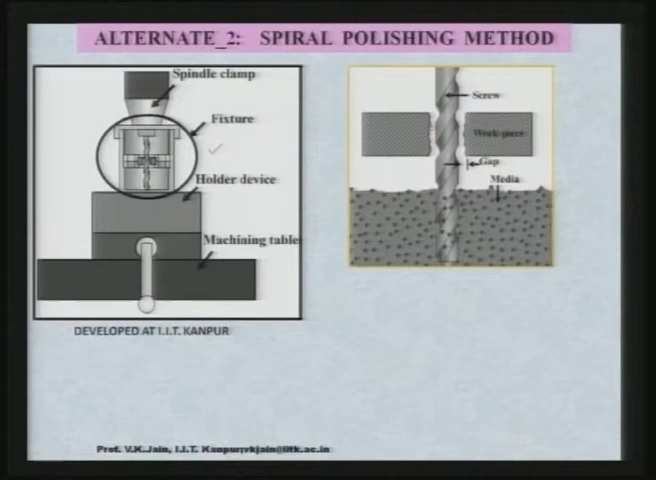 ALTERNATE_2: SPIRAL POLISHING METHOD
Spindle clamp
Fixture
Holder device
Machining table
DEVELOPED AT I.I.T. KANPUR
Screw
Work-piece
Gap
Media
Prof. V.K.Jain, I.I.T. Kanpur,vkjain@iitk.ac.in